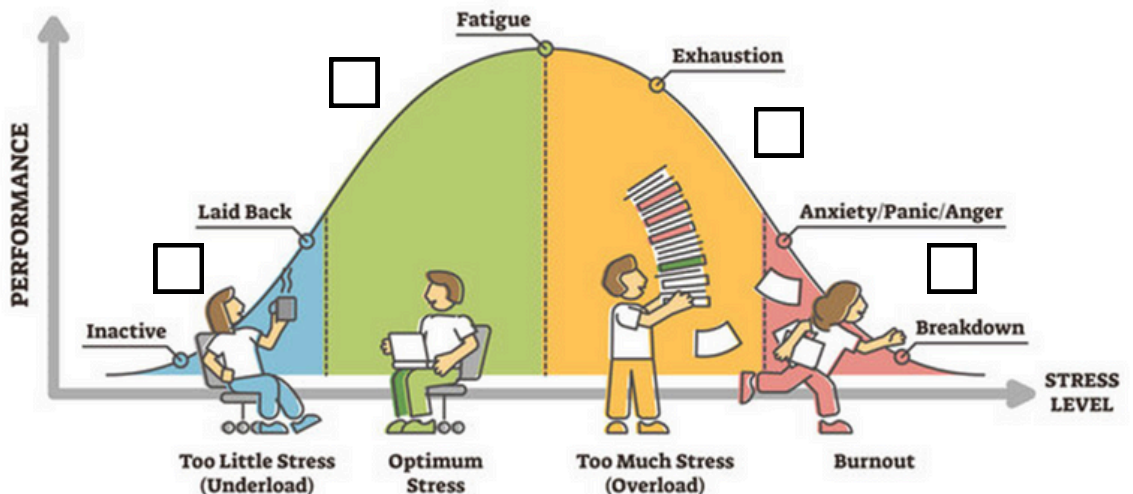 Fatigue
Exhaustion
Laid Back
Anxiety/Panic/Anger
Inactive
Breakdown
PERFORMANCE
STRESS
LEVEL
Too Little Stress
(Underload)
Optimum
Stress
Too Much Stress
(Overload)
Burnout